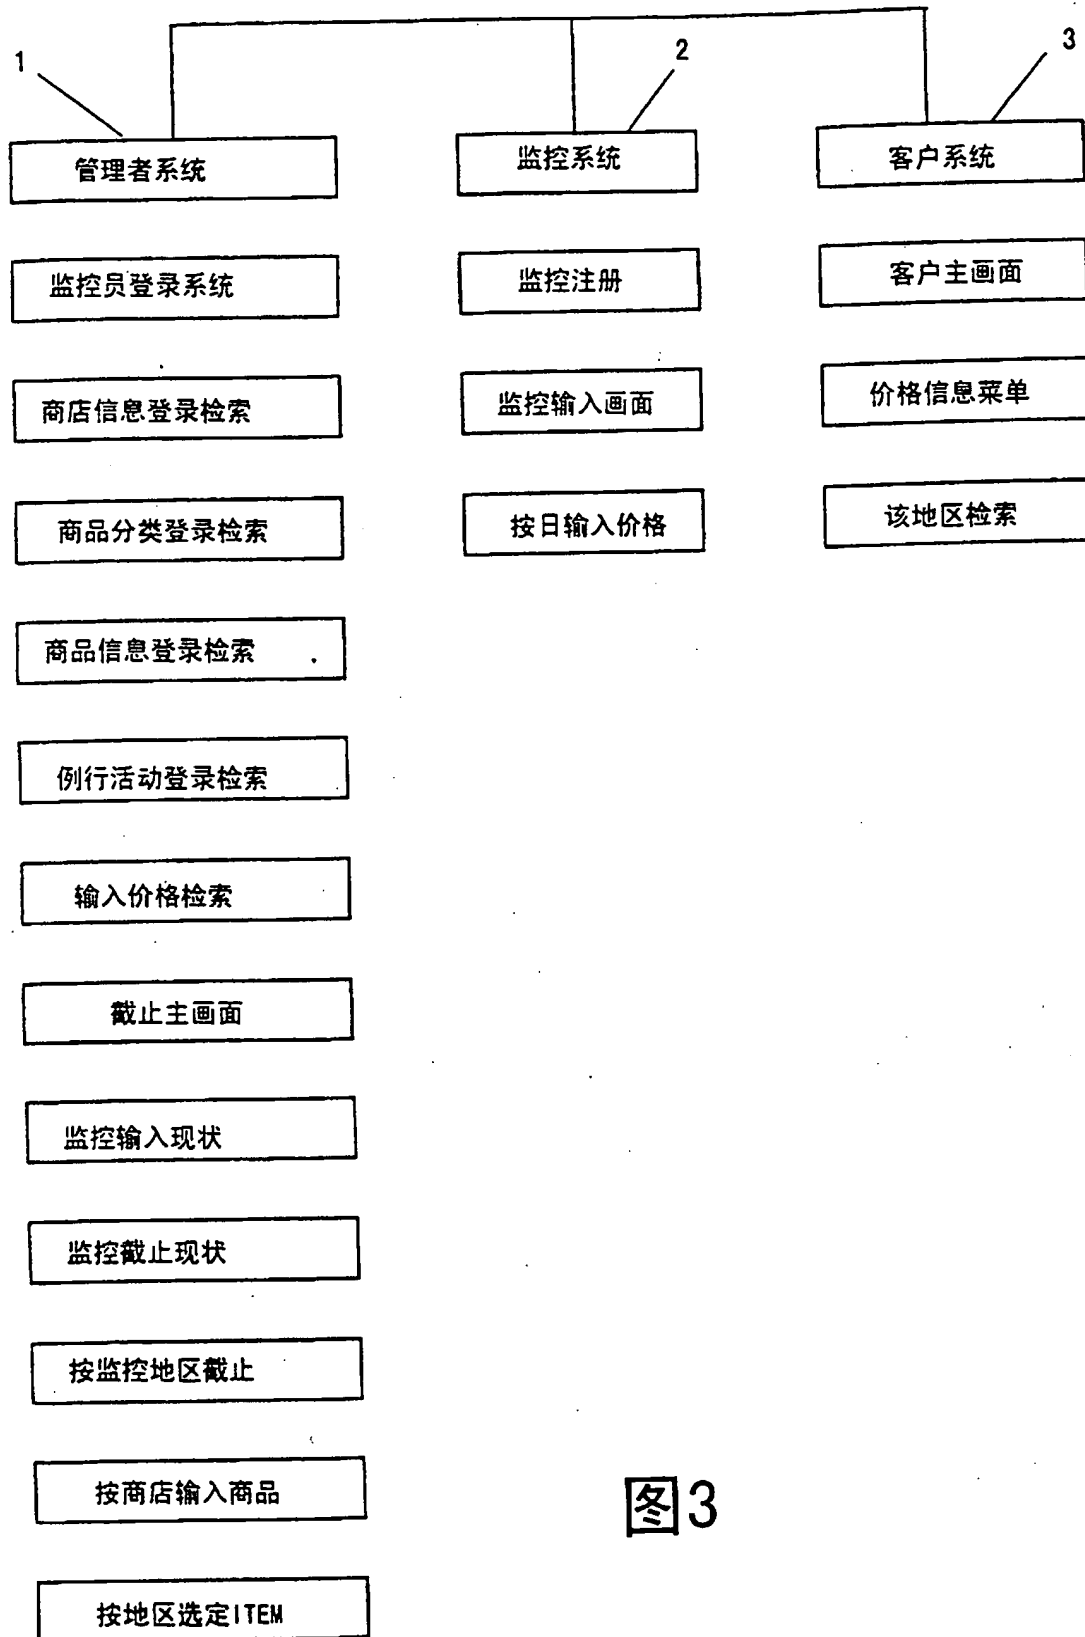 1
2
3
管理者系统
监控系统
客户系统
监控员登录系统
监控注册
客户主画面
商店信息登录检索
监控输入画面
价格信息菜单
商品分类登录检索
按日输入价格
该地区检索
商品信息登录检索
例行活动登录检索
输入价格检索
截止主画面
监控输入现状
监控截止现状
按监控地区截止
按商店输入商品
按地区选定ITEM
图3